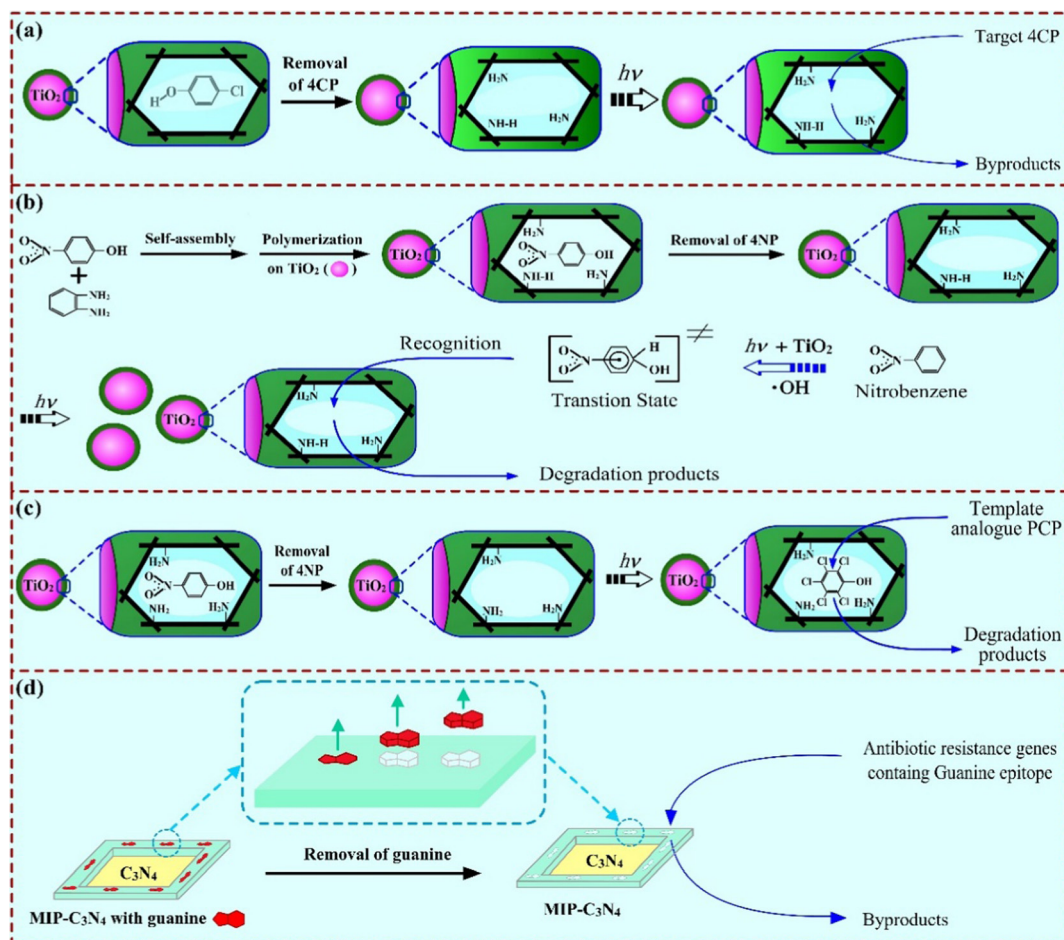 (a)
TiO₂
H
O
Cl
Removal
of 4CP
H₂N
NH-H
H₂N
hν
H₂N
NH-H
H₂N
Target 4CP
Byproducts
(b)
O
O
N
OH
+
NH₂
NH₂
Self-assembly
Polymerization
on TiO₂ ( )
TiO₂
H₂N
O
O
N
OH
NH-H
H₂N
Removal of 4NP
TiO₂
H₂N
NH-H
H₂N
hν
TiO₂
H₂N
NH-H
H₂N
Recognition
Degradation products
O
O
N
H
OH
≠
Transtion State
hν + TiO₂
·OH
O
O
N
Nitrobenzene
(c)
TiO₂
H₂N
O
O
N
OH
NH₂
H₂N
Removal
of 4NP
TiO₂
H₂N
NH₂
H₂N
hν
TiO₂
H₂N
Cl
Cl
Cl
OH
Cl
Cl
NH₂
H₂N
Template
analogue PCP
Degradation
products
(d)
C₃N₄
MIP-C₃N₄ with guanine
Removal of guanine
C₃N₄
MIP-C₃N₄
Antibiotic resistance genes
containg Guanine epitope
Byproducts